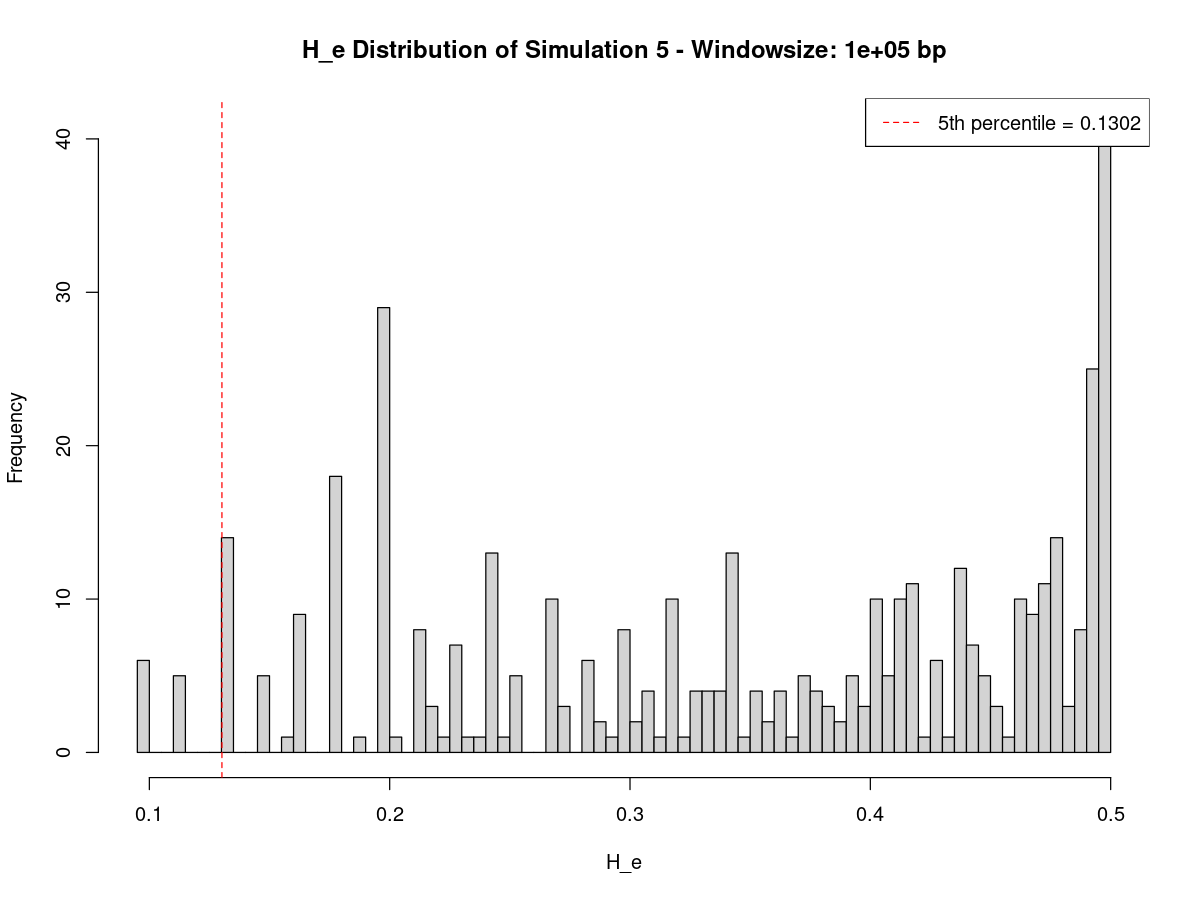 H_e Distribution of Simulation 5 - Windowsize: 1e+05 bp
5th percentile = 0.1302
Frequency
40
30
20
10
0
0.1 0.2 0.3 0.4 0.5
H_e